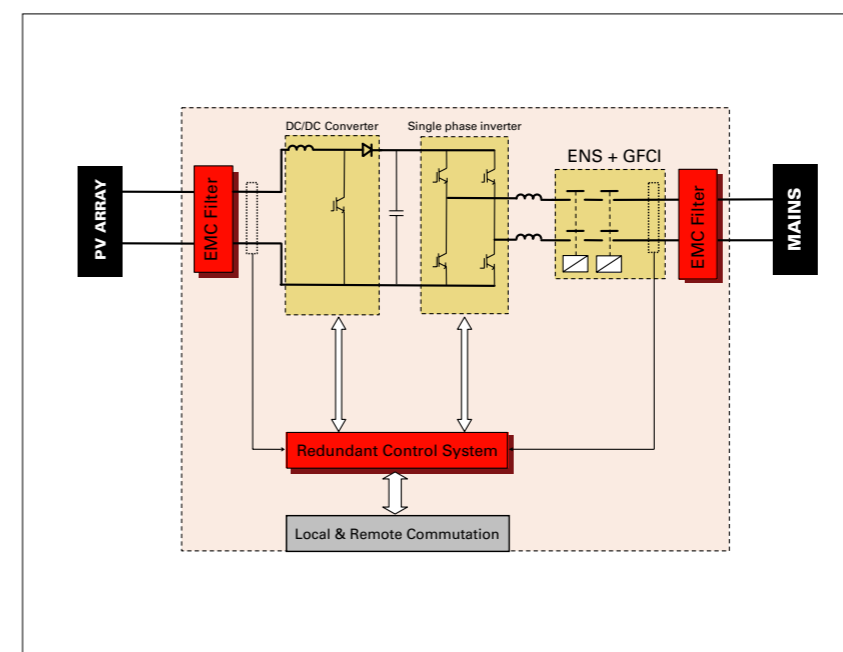 DC/DC Converter
Single phase inverter
ENS + GFCI
PV ARRAY
EMC Filter
EMC Filter
MAINS
Redundant Control System
Local & Remote Commutation